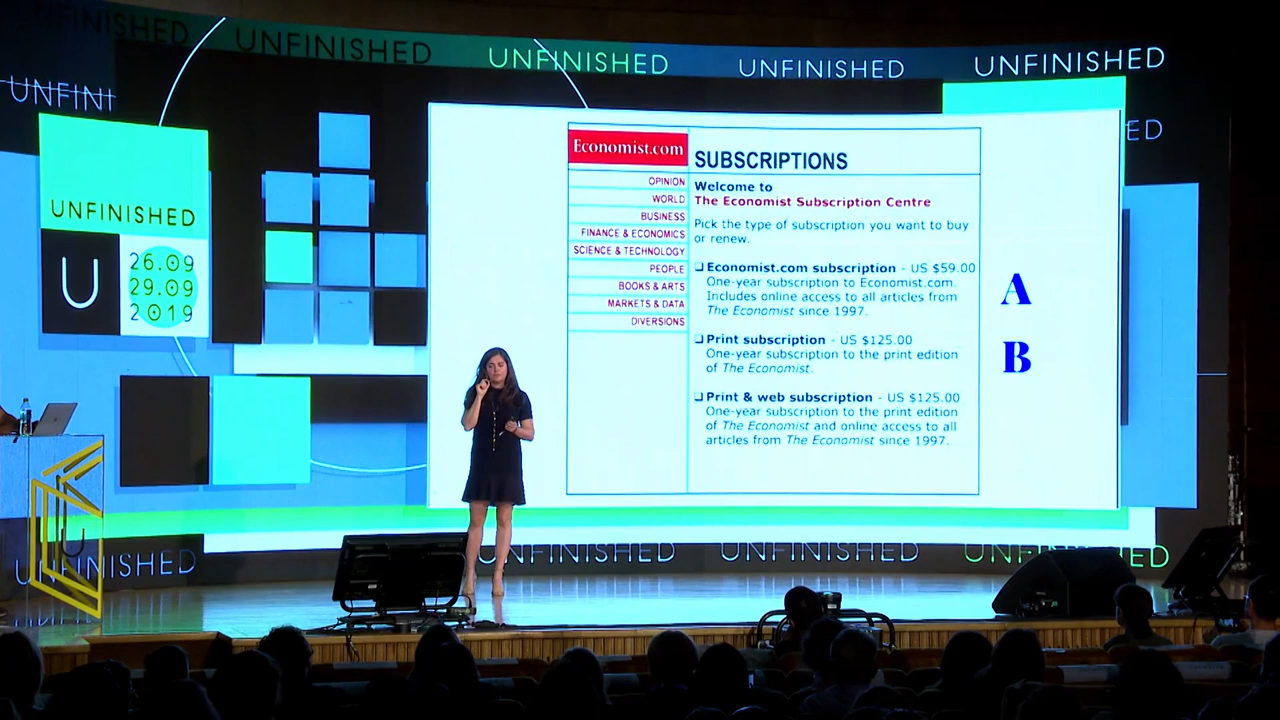 UNFINISHED
UNFINISHED
UNFINISHED
UNFINISHED
UNFINISHED
UNFINI
ED
UNFINISHED
U
26.09
29.09
2019
Economist.com
OPINION
WORLD
BUSINESS
FINANCE & ECONOMICS
SCIENCE & TECHNOLOGY
PEOPLE
BOOKS & ARTS
MARKETS & DATA
DIVERSIONS
SUBSCRIPTIONS
Welcome to
The Economist Subscription Centre
Pick the type of subscription you want to buy
or renew.
Economist.com subscription - US $59.00
One-year subscription to Economist.com.
Includes online access to all articles from
The Economist since 1997.
A
Print subscription - US $125.00
One-year subscription to the print edition
of The Economist.
B
Print & web subscription - US $125.00
One-year subscription to the print edition
of The Economist and online access to all
articles from The Economist since 1997.
U
UNFINISHED
UNFINISHED
UNFINISHED
UNFINISHED